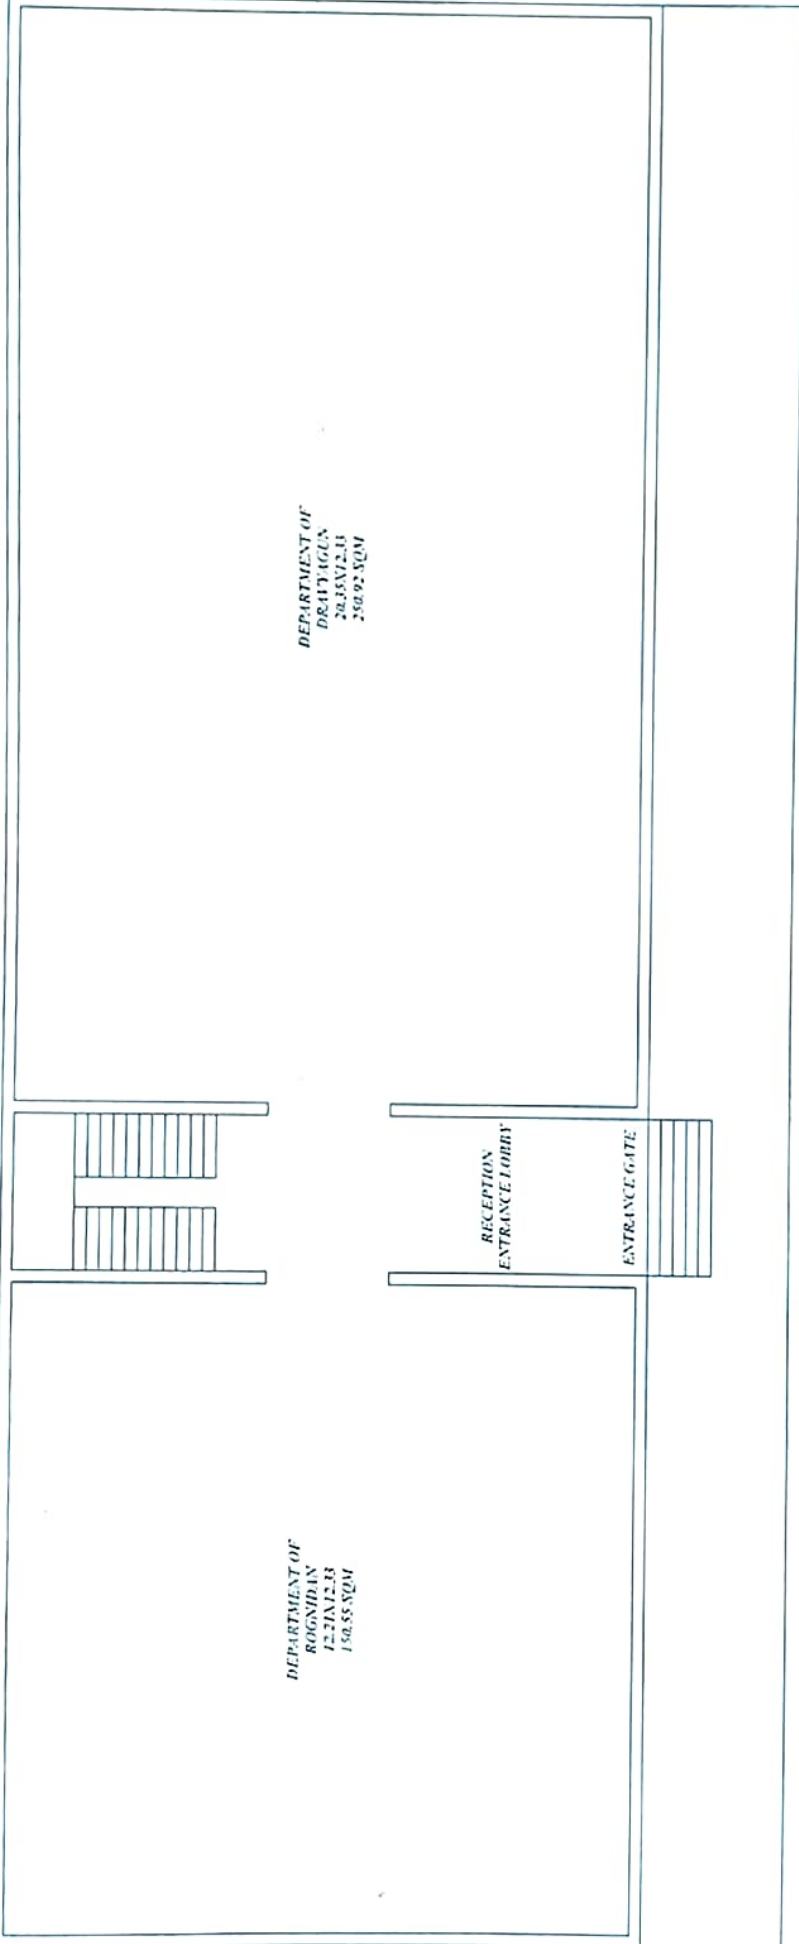 DEPARTMENT OF
DRAVYAGUN
20.35X12.33
250.92 SQM
RECEPTION
ENTRANCE LOBBY
ENTRANCE GATE
DEPARTMENT OF
ROGNIDAN
12.21X12.33
150.55 SQM